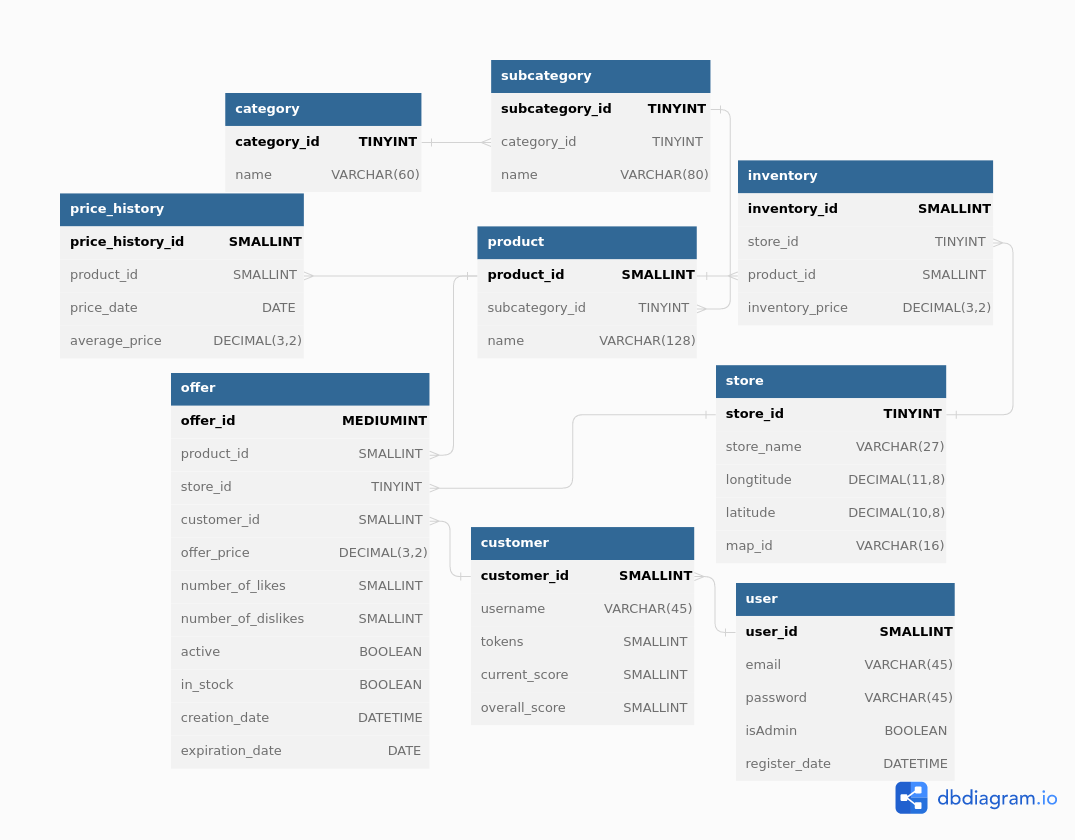 category
category_id TINYINT
name VARCHAR(60)
subcategory
subcategory_id TINYINT
category_id TINYINT
name VARCHAR(80)
inventory
inventory_id SMALLINT
store_id TINYINT
product_id SMALLINT
inventory_price DECIMAL(3,2)
price_history
price_history_id SMALLINT
product_id SMALLINT
price_date DATE
average_price DECIMAL(3,2)
product
product_id SMALLINT
subcategory_id TINYINT
name VARCHAR(128)
offer
offer_id MEDIUMINT
product_id SMALLINT
store_id TINYINT
customer_id SMALLINT
offer_price DECIMAL(3,2)
number_of_likes SMALLINT
number_of_dislikes SMALLINT
active BOOLEAN
in_stock BOOLEAN
creation_date DATETIME
expiration_date DATE
store
store_id TINYINT
store_name VARCHAR(27)
longtitude DECIMAL(11,8)
latitude DECIMAL(10,8)
map_id VARCHAR(16)
customer
customer_id SMALLINT
username VARCHAR(45)
tokens SMALLINT
current_score SMALLINT
overall_score SMALLINT
user
user_id SMALLINT
email VARCHAR(45)
password VARCHAR(45)
isAdmin BOOLEAN
register_date DATETIME
dbdiagram.io